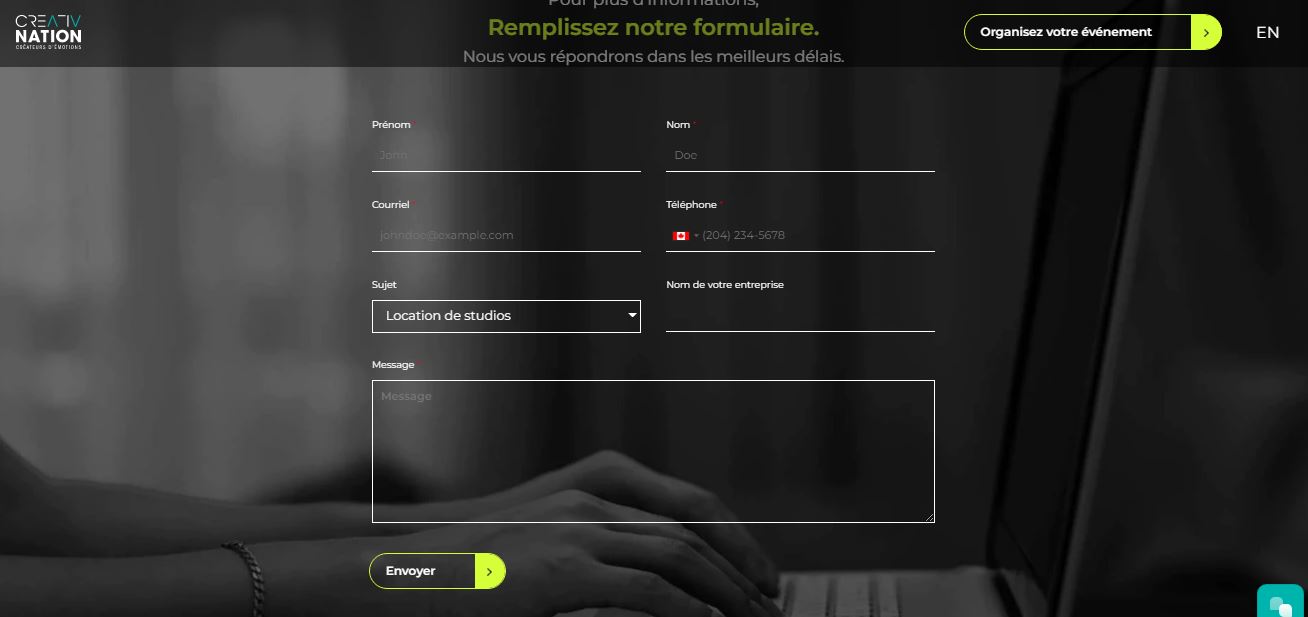 Pour plus d'informations,
CREATIV
NATION
CRÉATEURS D'ÉMOTIONS
Remplissez notre formulaire.
Organisez votre événement
EN
Nous vous répondrons dans les meilleurs délais.
Prénom *
Nom *
John
Doe
Courriel *
Téléphone *
johndoe@example.com
(204) 234-5678
Sujet
Nom de votre entreprise
Location de studios
Message *
Message
Envoyer